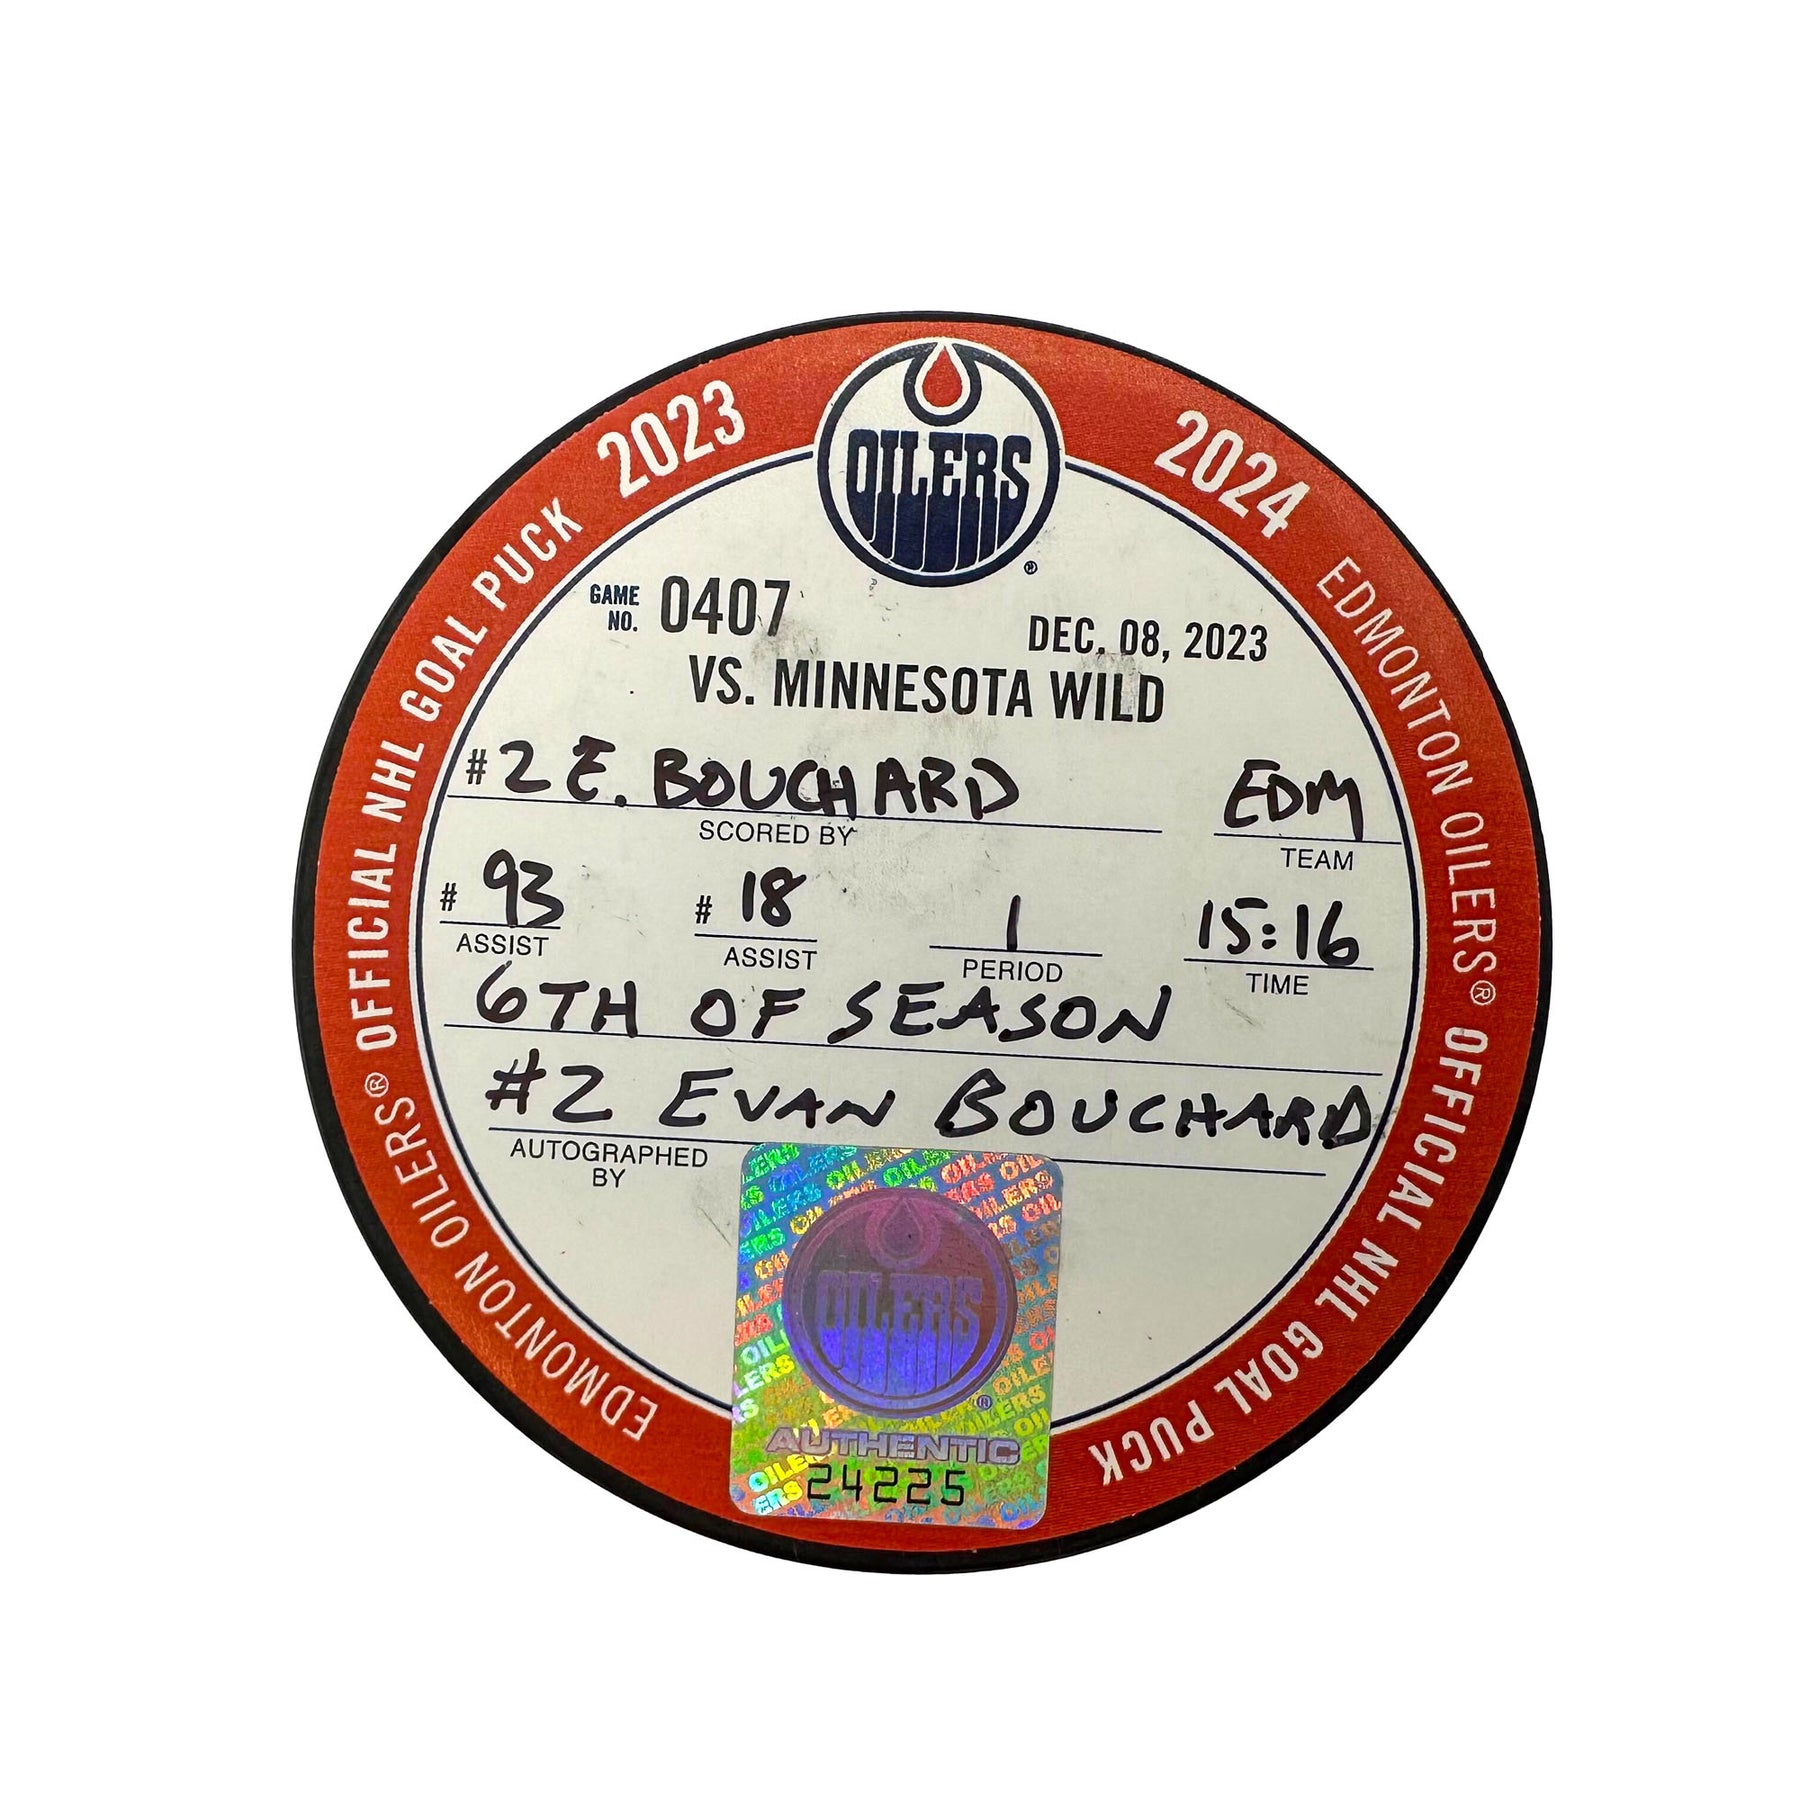 2023
2024
OILERS
®
OFFICIAL NHL GOAL PUCK
EDMONTON OILERS®
EDMONTON OILERS®
OFFICIAL NHL GOAL PUCK
GAME NO. 0407
DEC. 08, 2023
VS. MINNESOTA WILD
#2 E. BOUCHARD EDM
SCORED BY TEAM
# 93 # 18 1 15:16
ASSIST ASSIST PERIOD TIME
6TH OF SEASON
#2 EVAN BOUCHARD
AUTOGRAPHED
BY
OILERS
®
AUTHENTIC
24225